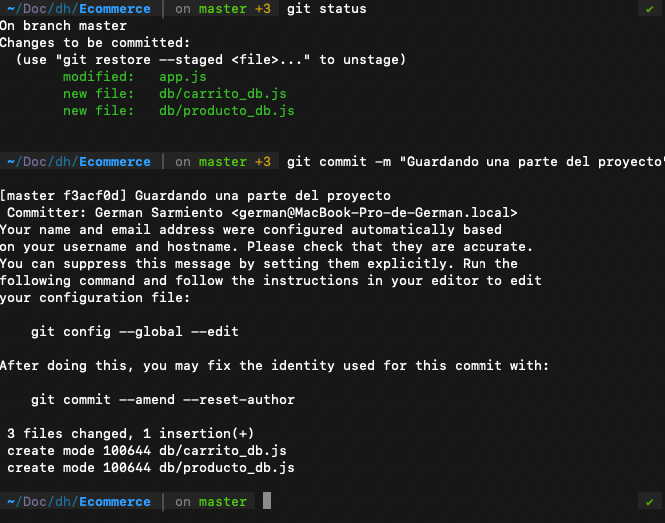 ~/Doc/dh/Ecommerce | on master +3 git status ✔
On branch master
Changes to be committed:
  (use "git restore --staged <file>..." to unstage)
        modified:   app.js
        new file:   db/carrito_db.js
        new file:   db/producto_db.js
~/Doc/dh/Ecommerce | on master +3 git commit -m "Guardando una parte del proyecto"
[master f3acf0d] Guardando una parte del proyecto
 Committer: German Sarmiento <german@MacBook-Pro-de-German.local>
Your name and email address were configured automatically based
on your username and hostname. Please check that they are accurate.
You can suppress this message by setting them explicitly. Run the
following command and follow the instructions in your editor to edit
your configuration file:
    git config --global --edit
After doing this, you may fix the identity used for this commit with:
    git commit --amend --reset-author
 3 files changed, 1 insertion(+)
 create mode 100644 db/carrito_db.js
 create mode 100644 db/producto_db.js
~/Doc/dh/Ecommerce | on master ✔